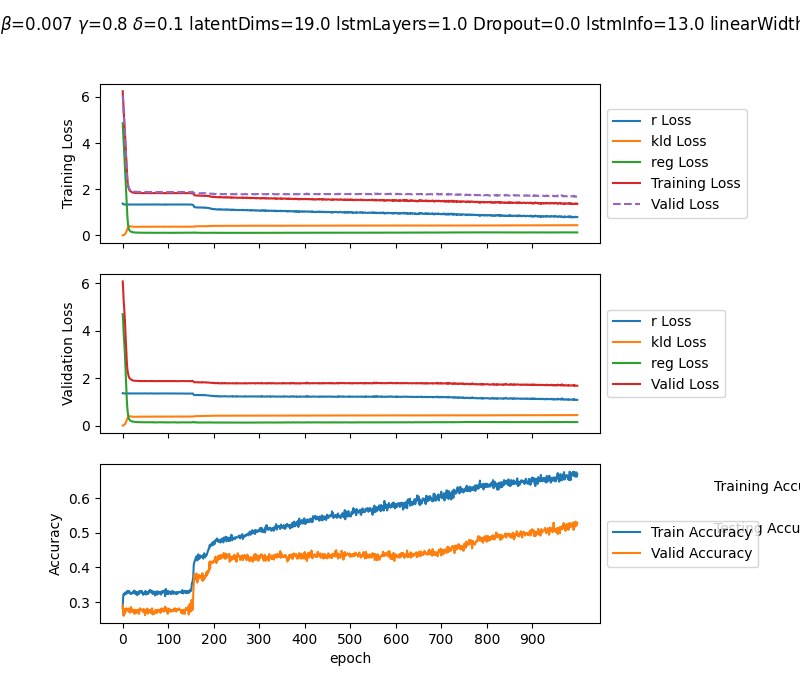 β=0.007 γ=0.8 δ=0.1 latentDims=19.0 lstmLayers=1.0 Dropout=0.0 lstmInfo=13.0 linearWidth
6
4
2
0
Training Loss
r Loss
kld Loss
reg Loss
Training Loss
Valid Loss
6
4
2
0
Validation Loss
r Loss
kld Loss
reg Loss
Valid Loss
0.6
0.5
0.4
0.3
Accuracy
Training Accu
Testing Accu
Train Accuracy
Valid Accuracy
0 100 200 300 400 500 600 700 800 900
epoch